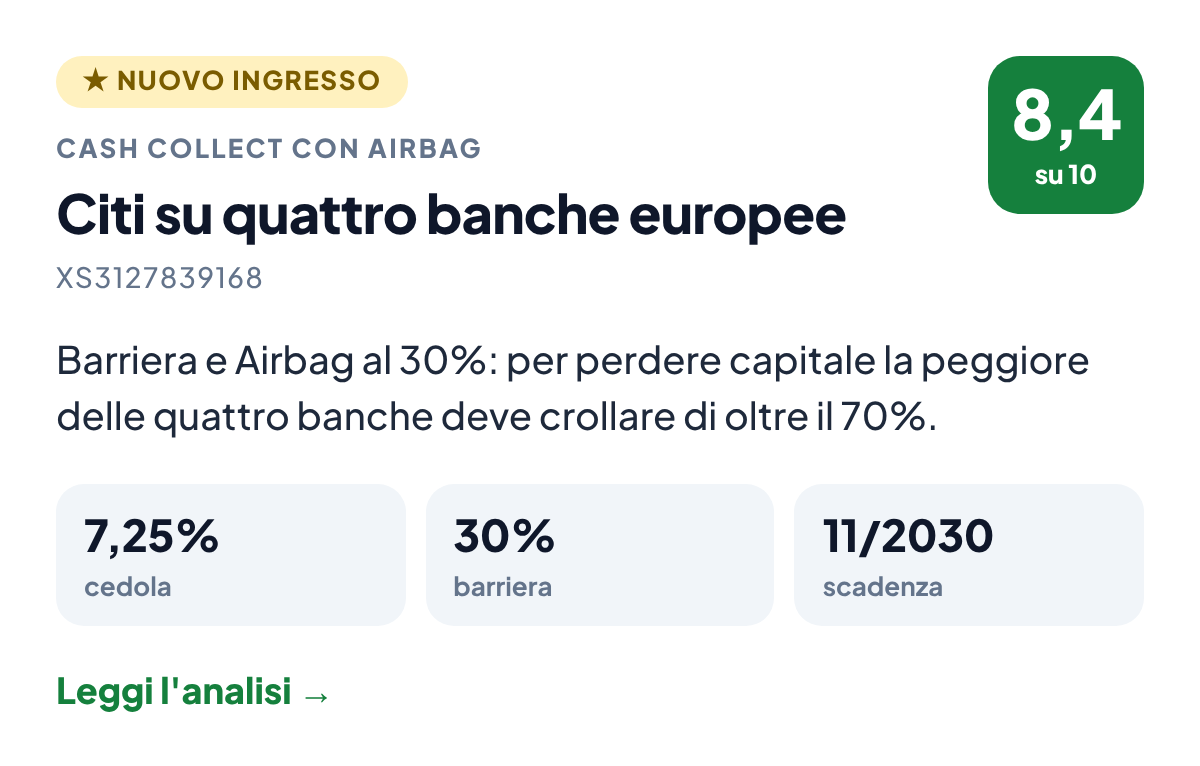 ★ NUOVO INGRESSO
8,4
su 10
CASH COLLECT CON AIRBAG
Citi su quattro banche europee
XS3127839168
Barriera e Airbag al 30%: per perdere capitale la peggiore
delle quattro banche deve crollare di oltre il 70%.
7,25%
cedola
30%
barriera
11/2030
scadenza
Leggi l'analisi →